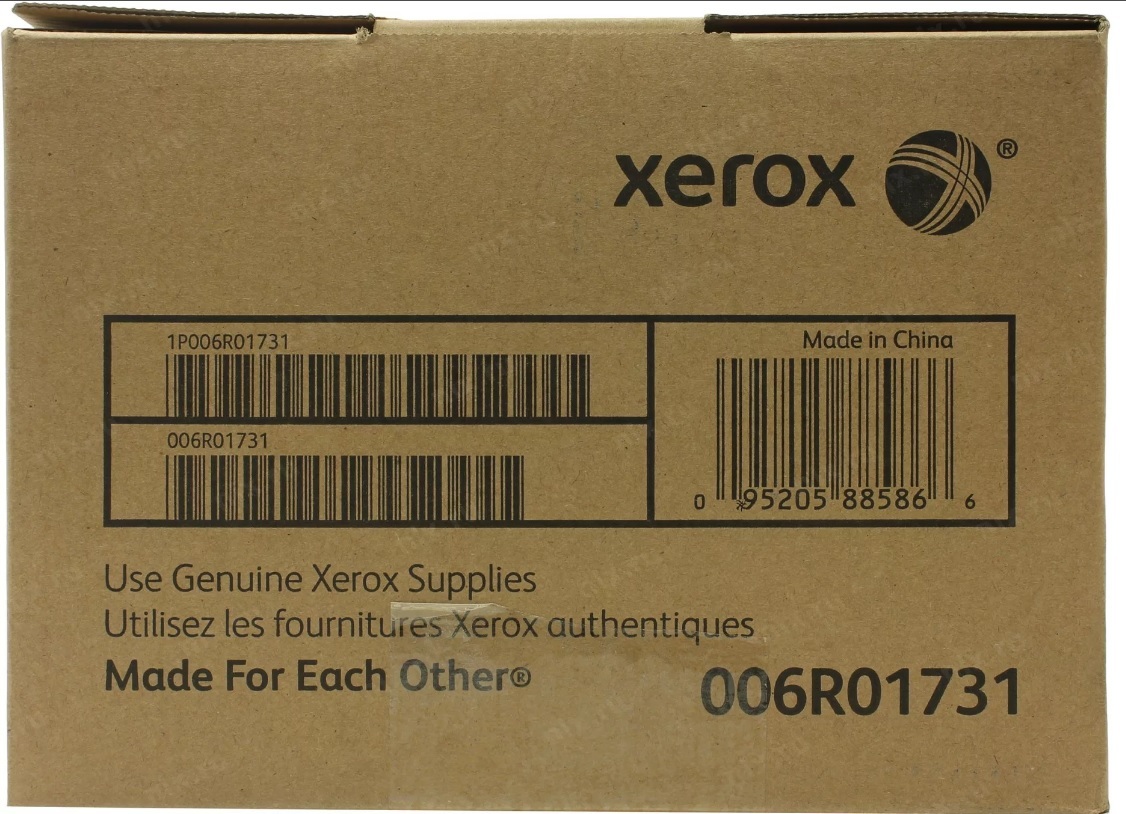 xerox ®
1P006R01731
006R01731
Made in China
0 95205 88586 6
Use Genuine Xerox Supplies
Utilisez les fournitures Xerox authentiques
Made For Each Other®
006R01731